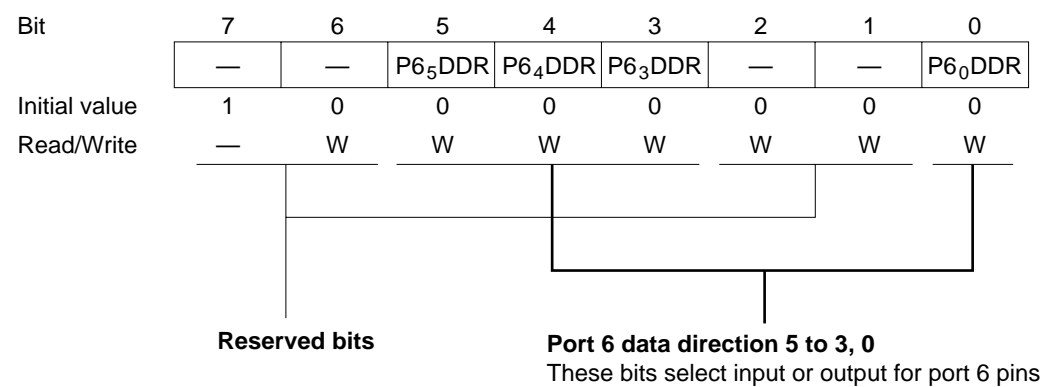 Bit 7 6 5 4 3 2 1 0
— — P6₅DDR P6₄DDR P6₃DDR — — P6₀DDR
Initial value 1 0 0 0 0 0 0 0
Read/Write — W W W W W W W
Reserved bits
Port 6 data direction 5 to 3, 0
These bits select input or output for port 6 pins